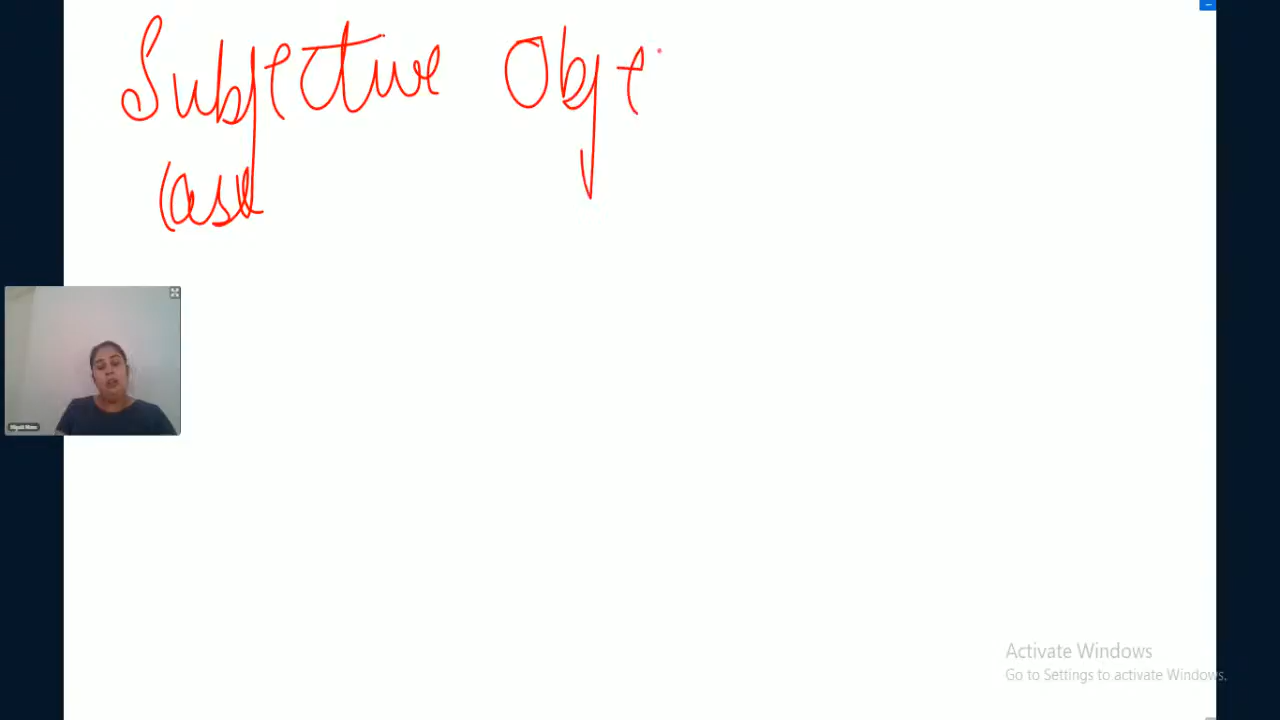 Subjective Obje
Case
Activate Windows
Go to Settings to activate Windows.